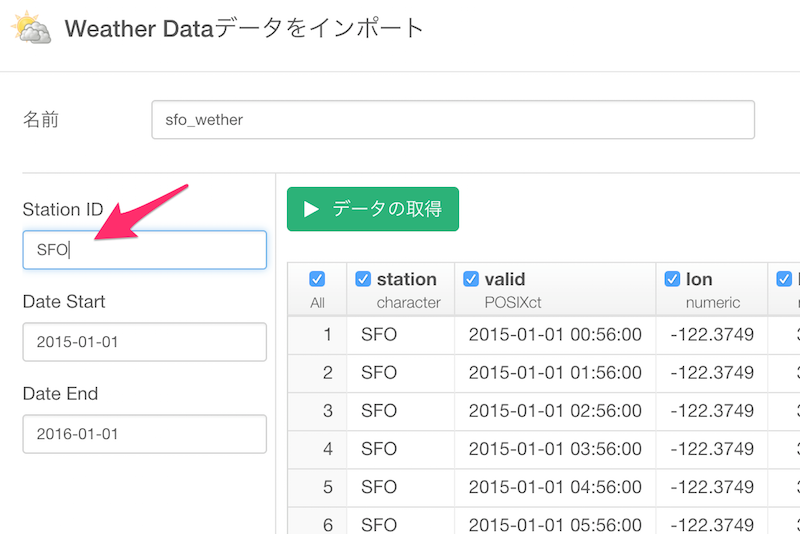 Weather Dataデータをインポート
名前
sfo_wether
Station ID
SFO
Date Start
2015-01-01
Date End
2016-01-01
データの取得
All station character valid POSIXct lon numeric
1 SFO 2015-01-01 00:56:00 -122.3749
2 SFO 2015-01-01 01:56:00 -122.3749
3 SFO 2015-01-01 02:56:00 -122.3749
4 SFO 2015-01-01 03:56:00 -122.3749
5 SFO 2015-01-01 04:56:00 -122.3749
6 SFO 2015-01-01 05:56:00 -122.3749